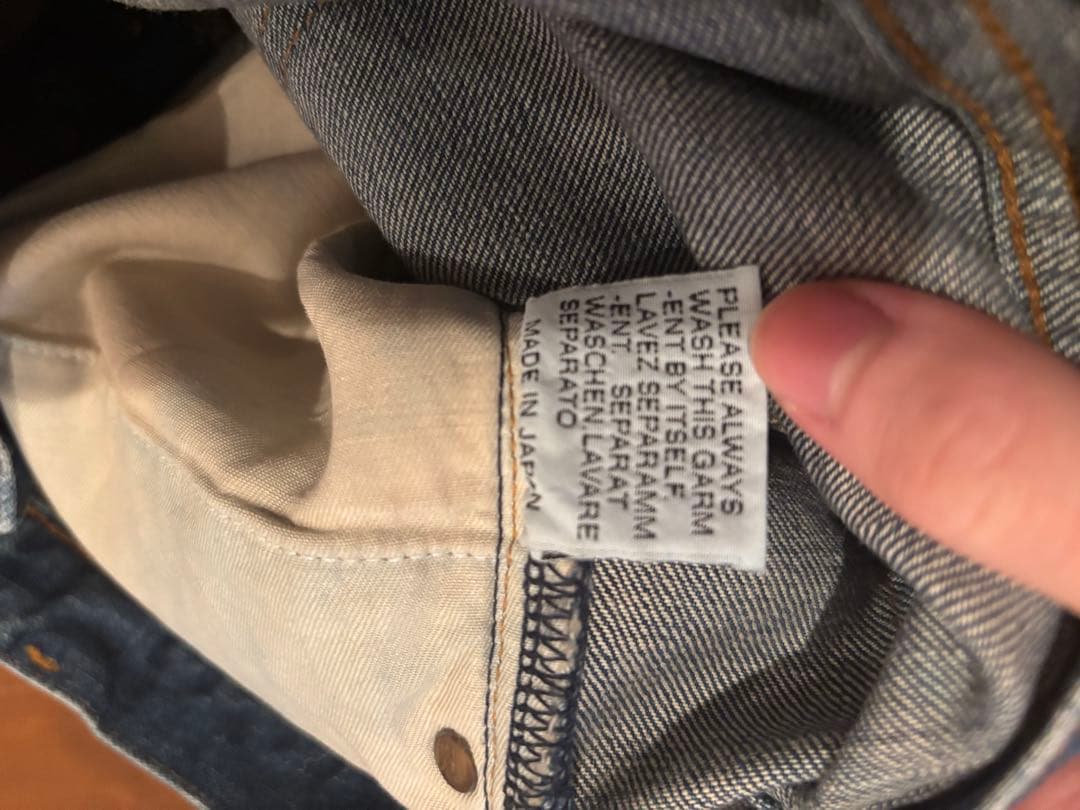 PLEASE ALWAYS
WASH THIS GARM
-ENT BY ITSELF.
LAVEZ SEPARAMM
-ENT. SEPARAT
WASCHEN.LAVARE
SEPARATO
MADE IN JAPAN